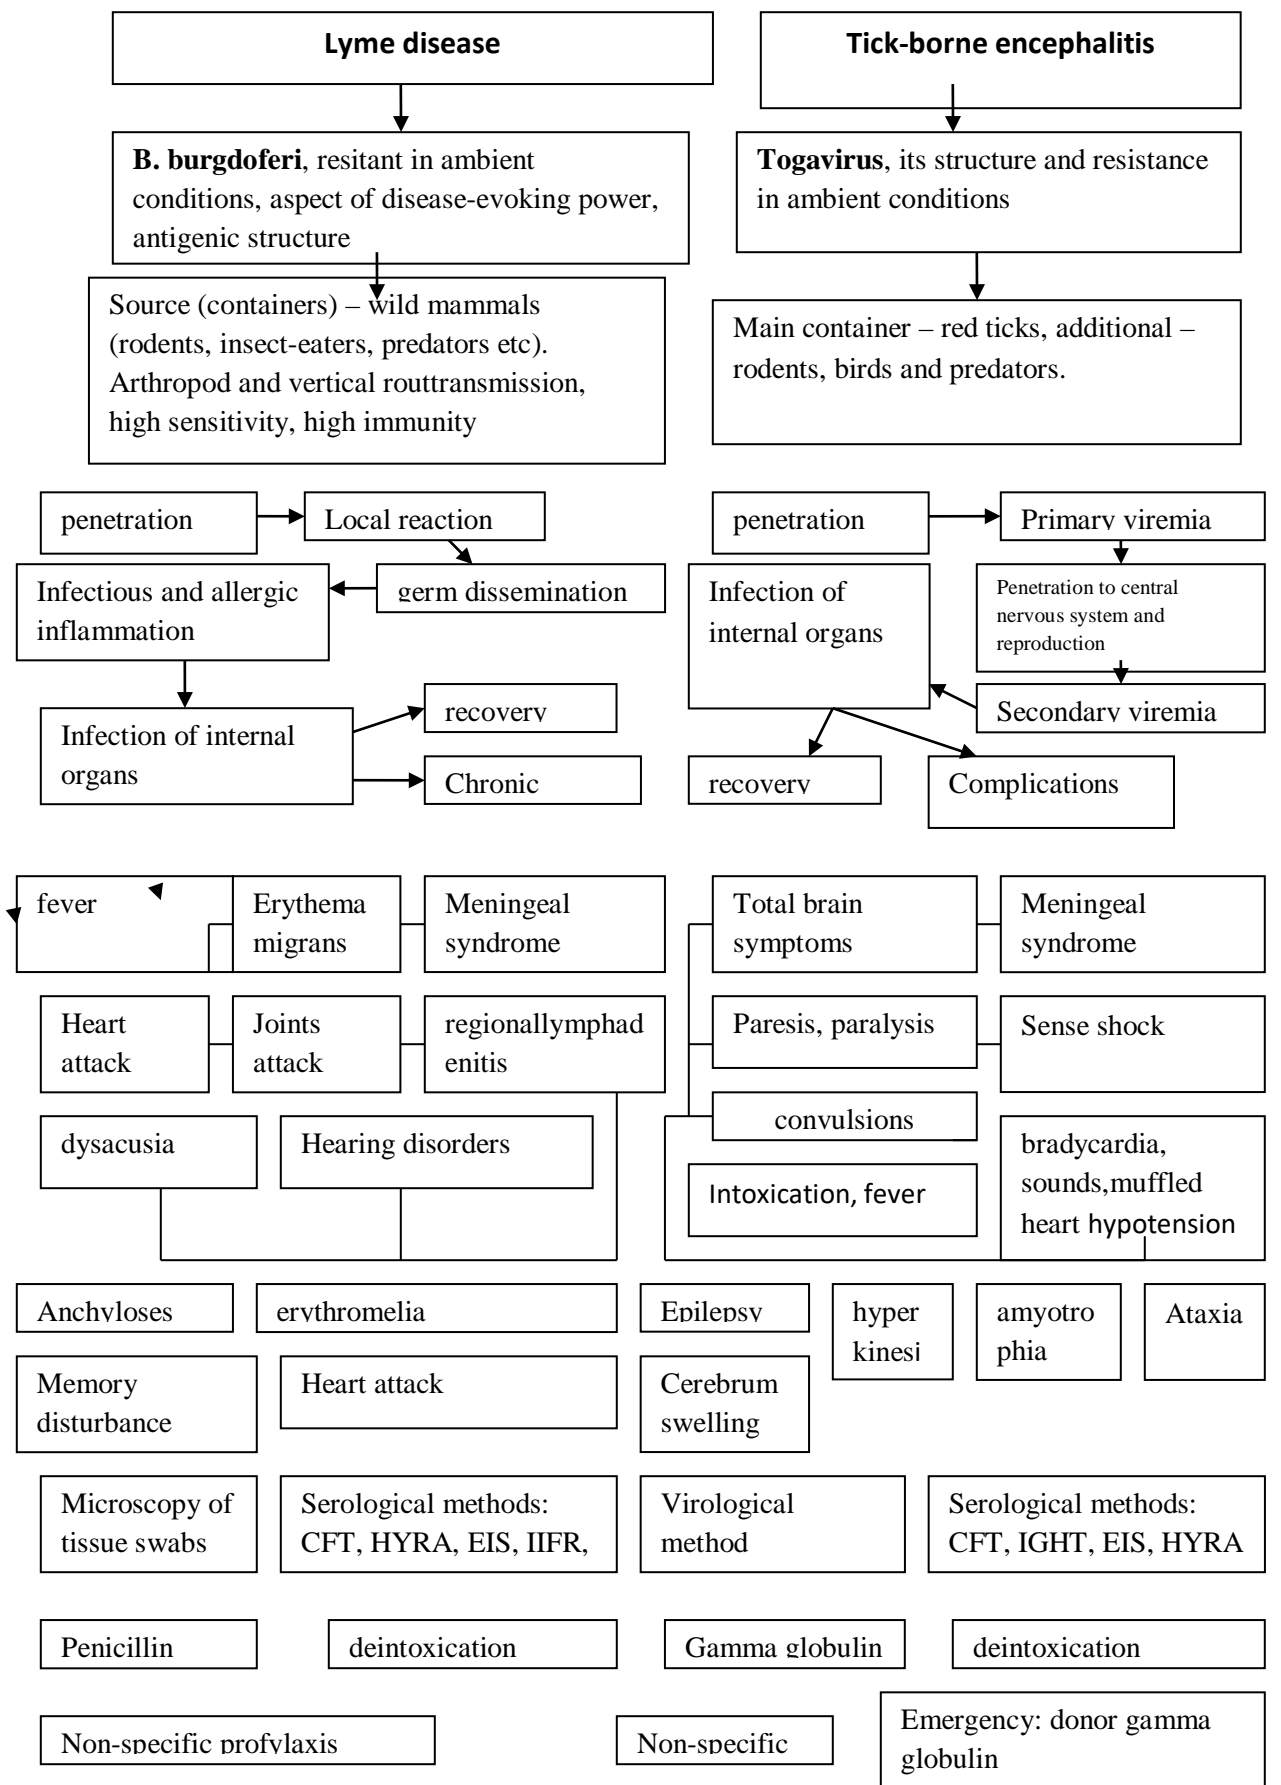 Lyme disease
Tick-borne encephalitis
B. burgdoferi, resitant in ambient
conditions, aspect of disease-evoking power,
antigenic structure
Togavirus, its structure and resistance
in ambient conditions
Source (containers) – wild mammals
(rodents, insect-eaters, predators etc).
Arthropod and vertical routtransmission,
high sensitivity, high immunity
Main container – red ticks, additional –
rodents, birds and predators.
penetration
Local reaction
penetration
Primary viremia
Infectious and allergic
inflammation
germ dissemination
Infection of
internal organs
Penetration to central
nervous system and
reproduction
Infection of internal
organs
recovery
Secondary viremia
Chronic
recovery
Complications
fever
Erythema
migrans
Meningeal
syndrome
Total brain
symptoms
Meningeal
syndrome
Heart
attack
Joints
attack
regionallymphad
enitis
Paresis, paralysis
Sense shock
convulsions
dysacusia
Hearing disorders
Intoxication, fever
bradycardia,
sounds,muffled
heart hypotension
Anchyloses
erythromelia
Epilepsy
hyper
kinesi
amyotro
phia
Ataxia
Memory
disturbance
Heart attack
Cerebrum
swelling
Microscopy of
tissue swabs
Serological methods:
CFT, HYRA, EIS, IIFR,
Virological
method
Serological methods:
CFT, IGHT, EIS, HYRA
Penicillin
deintoxication
Gamma globulin
deintoxication
Non-specific profylaxis
Non-specific
Emergency: donor gamma
globulin